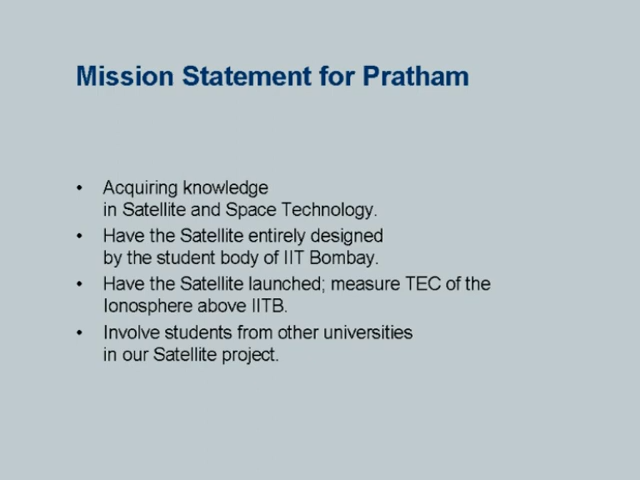 Mission Statement for Pratham
• Acquiring knowledge
in Satellite and Space Technology.
• Have the Satellite entirely designed
by the student body of IIT Bombay.
• Have the Satellite launched; measure TEC of the
Ionosphere above IITB.
• Involve students from other universities
in our Satellite project.